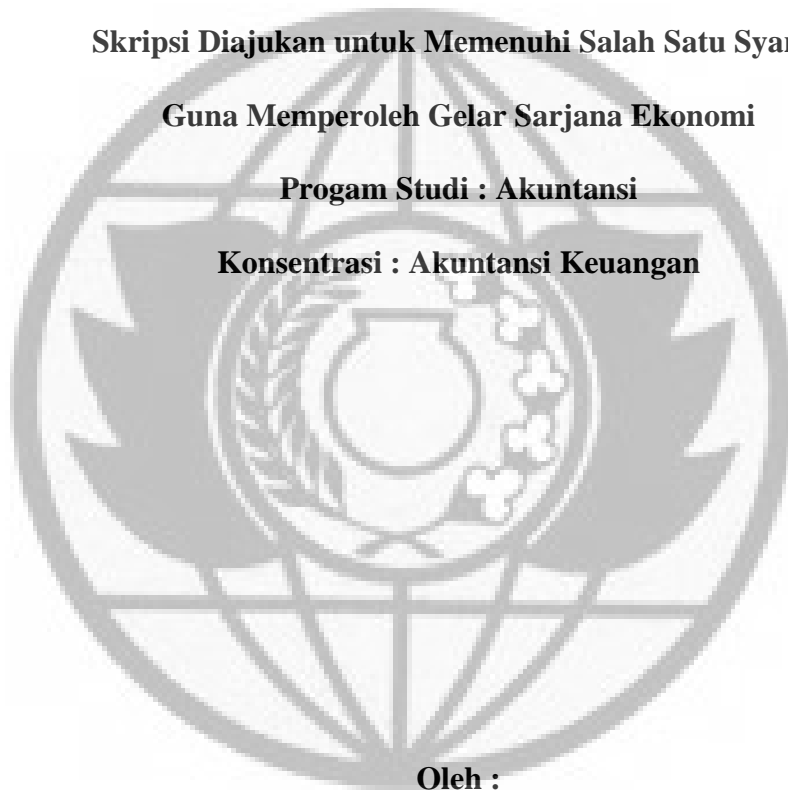 Skripsi Diajukan untuk Memenuhi Salah Satu
Guna Memperoleh Gelar Sarjana Ekonomi
Progam Studi : Akuntansi
Konsentrasi : Akuntansi Keuangan
Oleh :